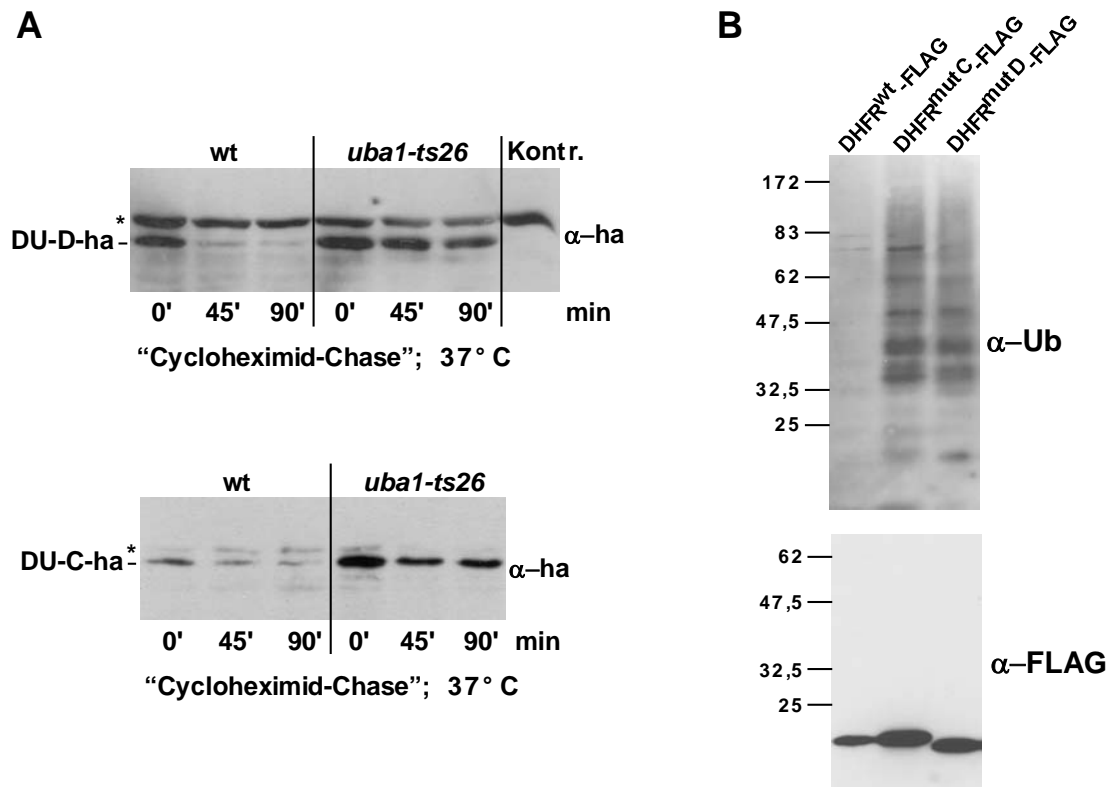 A
wt uba1-ts26 Kontr.
*
DU-D-ha – α–ha
0' 45' 90' 0' 45' 90' min
“Cycloheximid-Chase”; 37° C
wt uba1-ts26
*
DU-C-ha – α–ha
0' 45' 90' 0' 45' 90' min
“Cycloheximid-Chase”; 37° C
B
DHFRwt-FLAG
DHFRmutC-FLAG
DHFRmutD-FLAG
172
83
62
47,5
α–Ub
32,5
25
62
47,5
α–FLAG
32,5
25